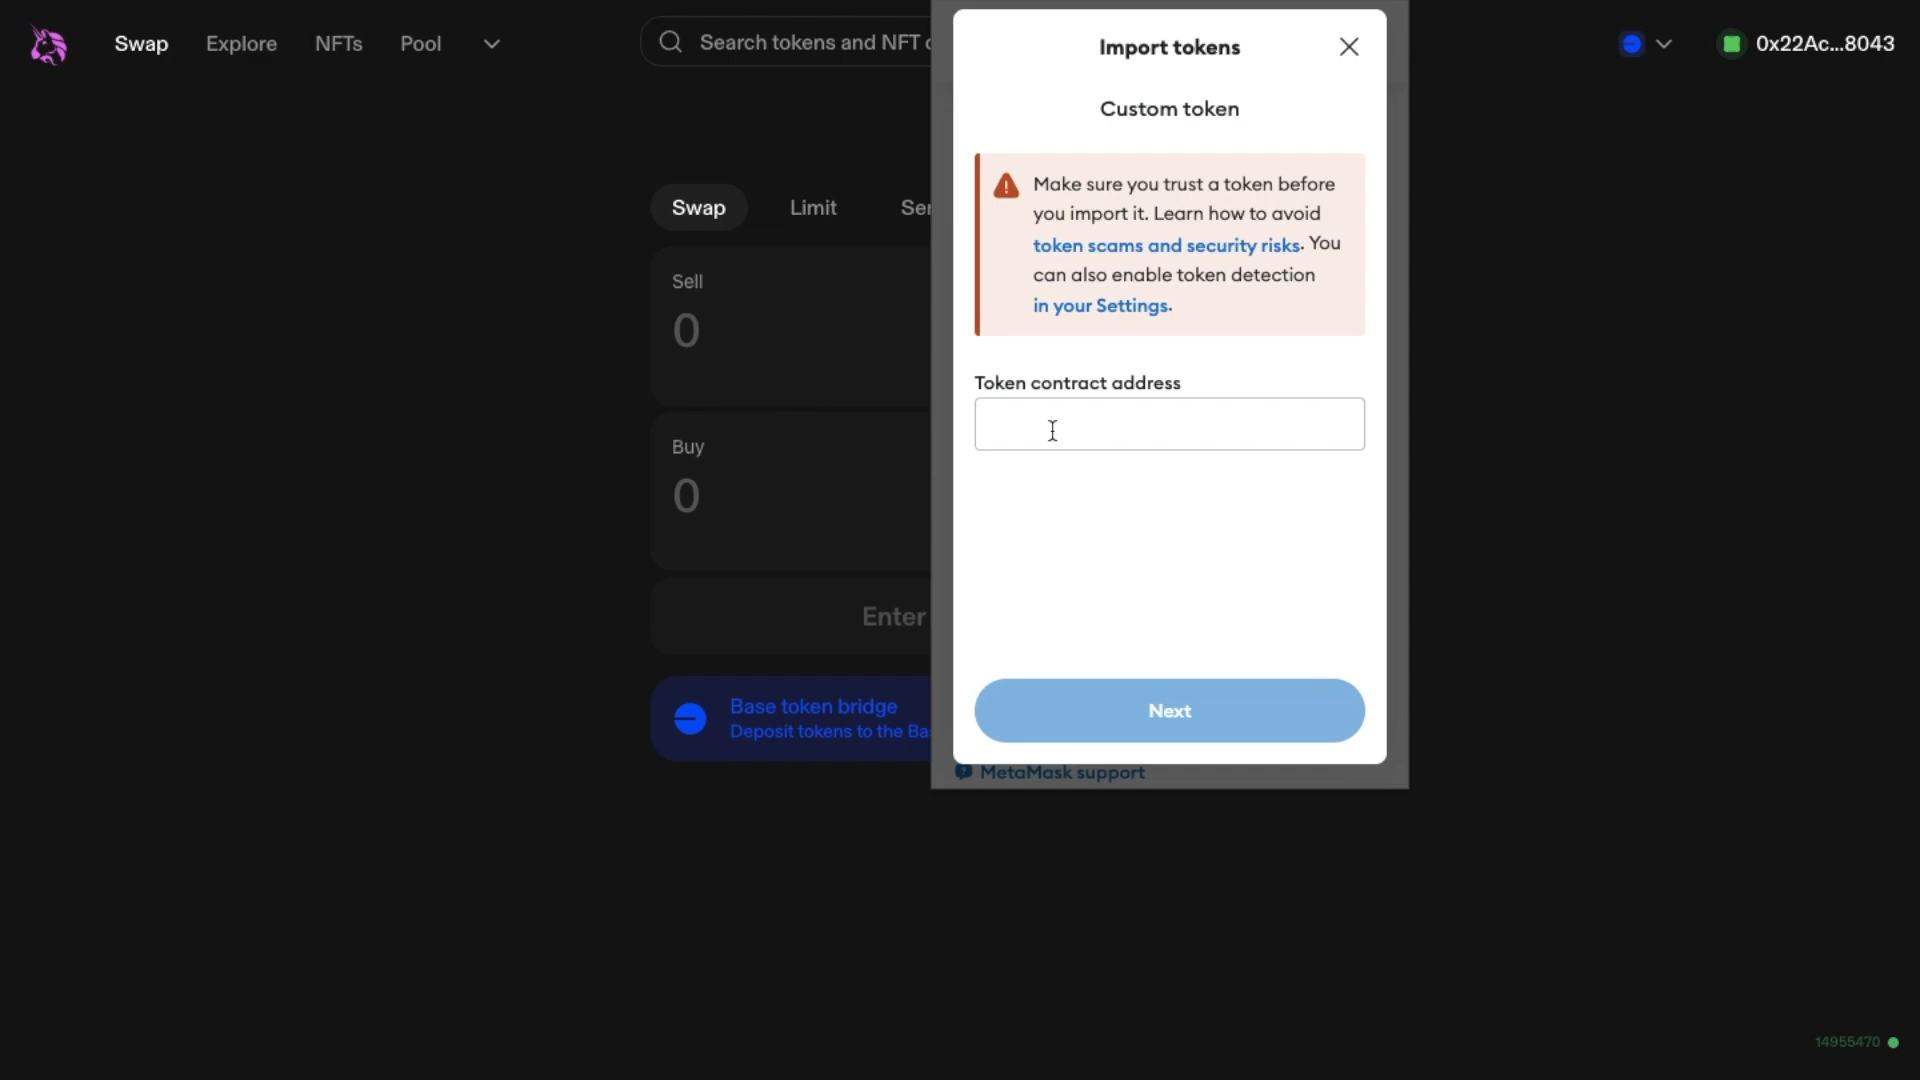 Swap
Explore
NFTs
Pool
Search tokens and NFT
0x22Ac...8043
Import tokens
Custom token
Make sure you trust a token before
you import it. Learn how to avoid
token scams and security risks. You
can also enable token detection
in your Settings.
Token contract address
Next
MetaMask support
Swap
Limit
Sen
Sell
0
Buy
0
Enter
Base token bridge
Deposit tokens to the Ba
14955470